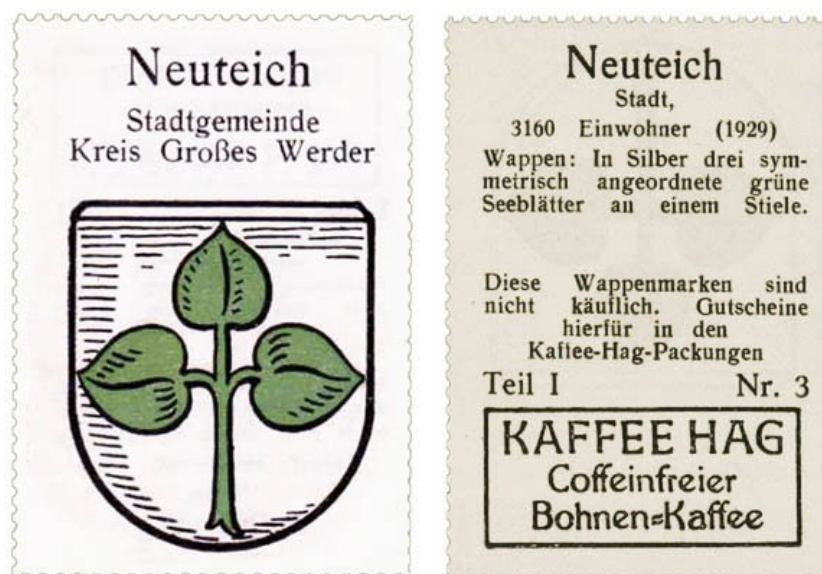 Neuteich
Stadtgemeinde
Kreis Großes Werder
Neuteich
Stadt,
3160 Einwohner (1929)
Wappen: In Silber drei sym-
metrisch angeordnete grüne
Seeblätter an einem Stiele.
Diese Wappenmarken sind
nicht käuflich. Gutscheine
hierfür in den
Kaffee-Hag-Packungen
Teil I Nr. 3
KAFFEE HAG
Coffeinfreier
Bohnen=Kaffee